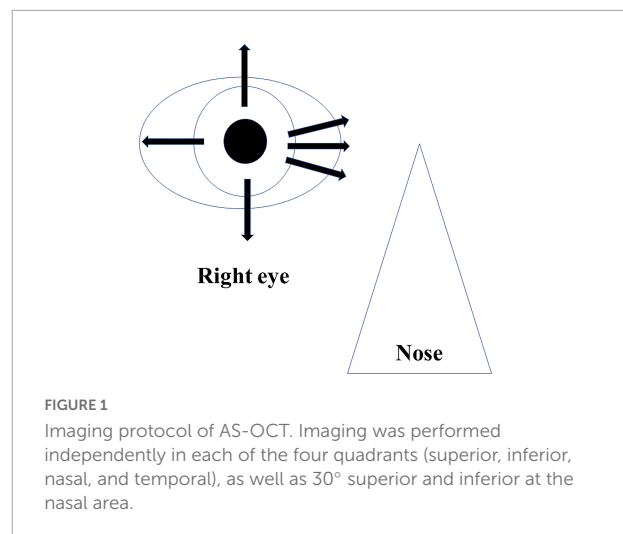 Right eye
Nose
FIGURE 1
Imaging protocol of AS-OCT. Imaging was performed
independently in each of the four quadrants (superior, inferior,
nasal, and temporal), as well as 30° superior and inferior at the
nasal area.